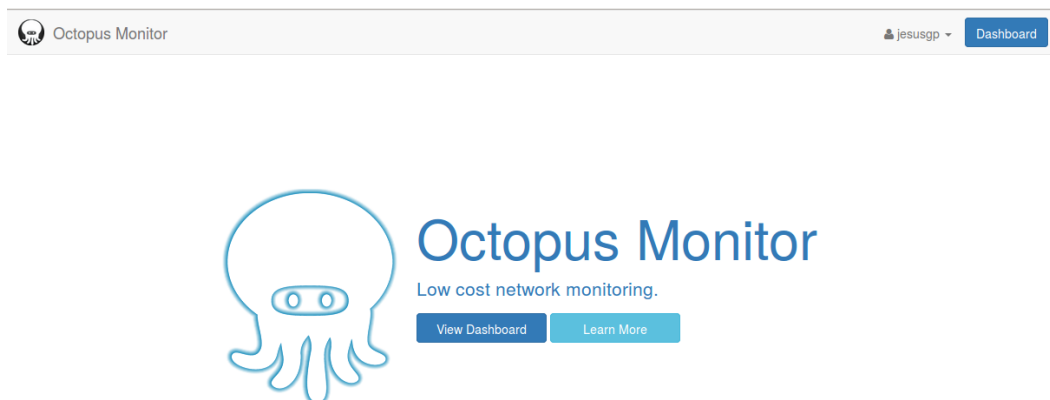 Octopus Monitor
jesusgp
Dashboard
Octopus Monitor
Low cost network monitoring.
View Dashboard
Learn More